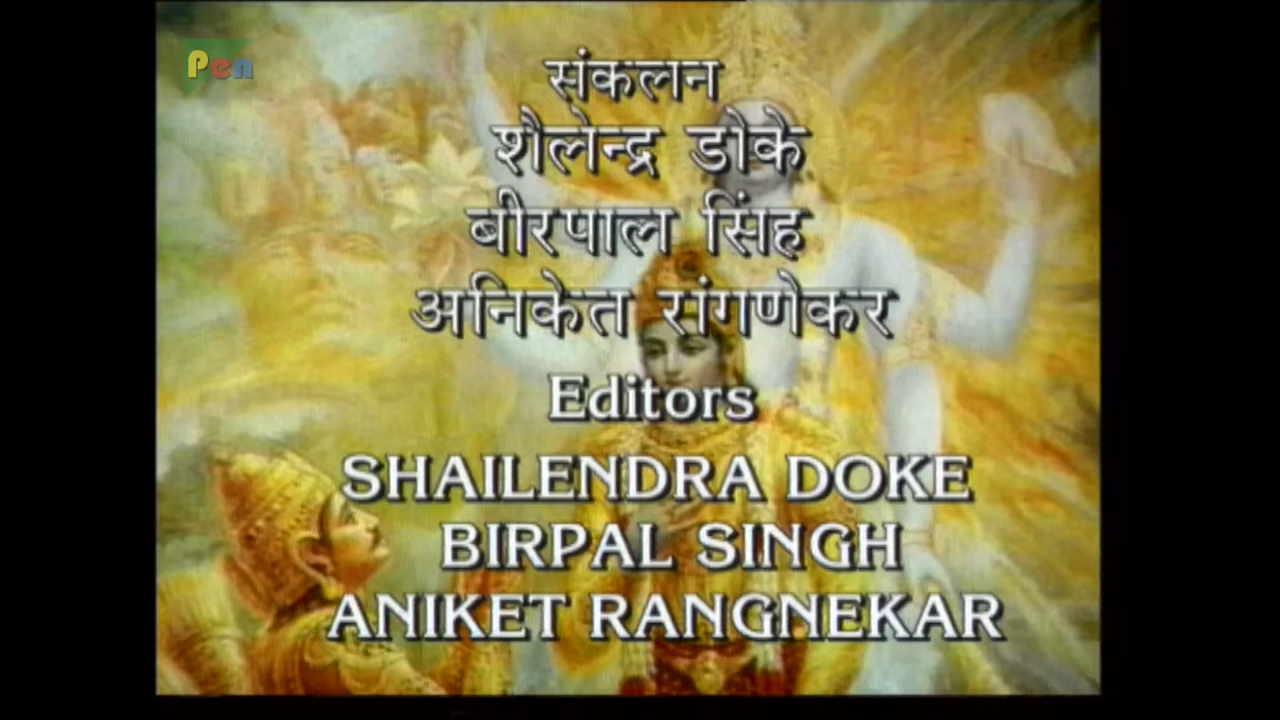 Pen
संकलन
शैलेन्द्र डोके
बीरपाल सिंह
अनिकेत सांगणेकर
Editors
SHAILENDRA DOKE
BIRPAL SINGH
ANIKET RANGNEKAR